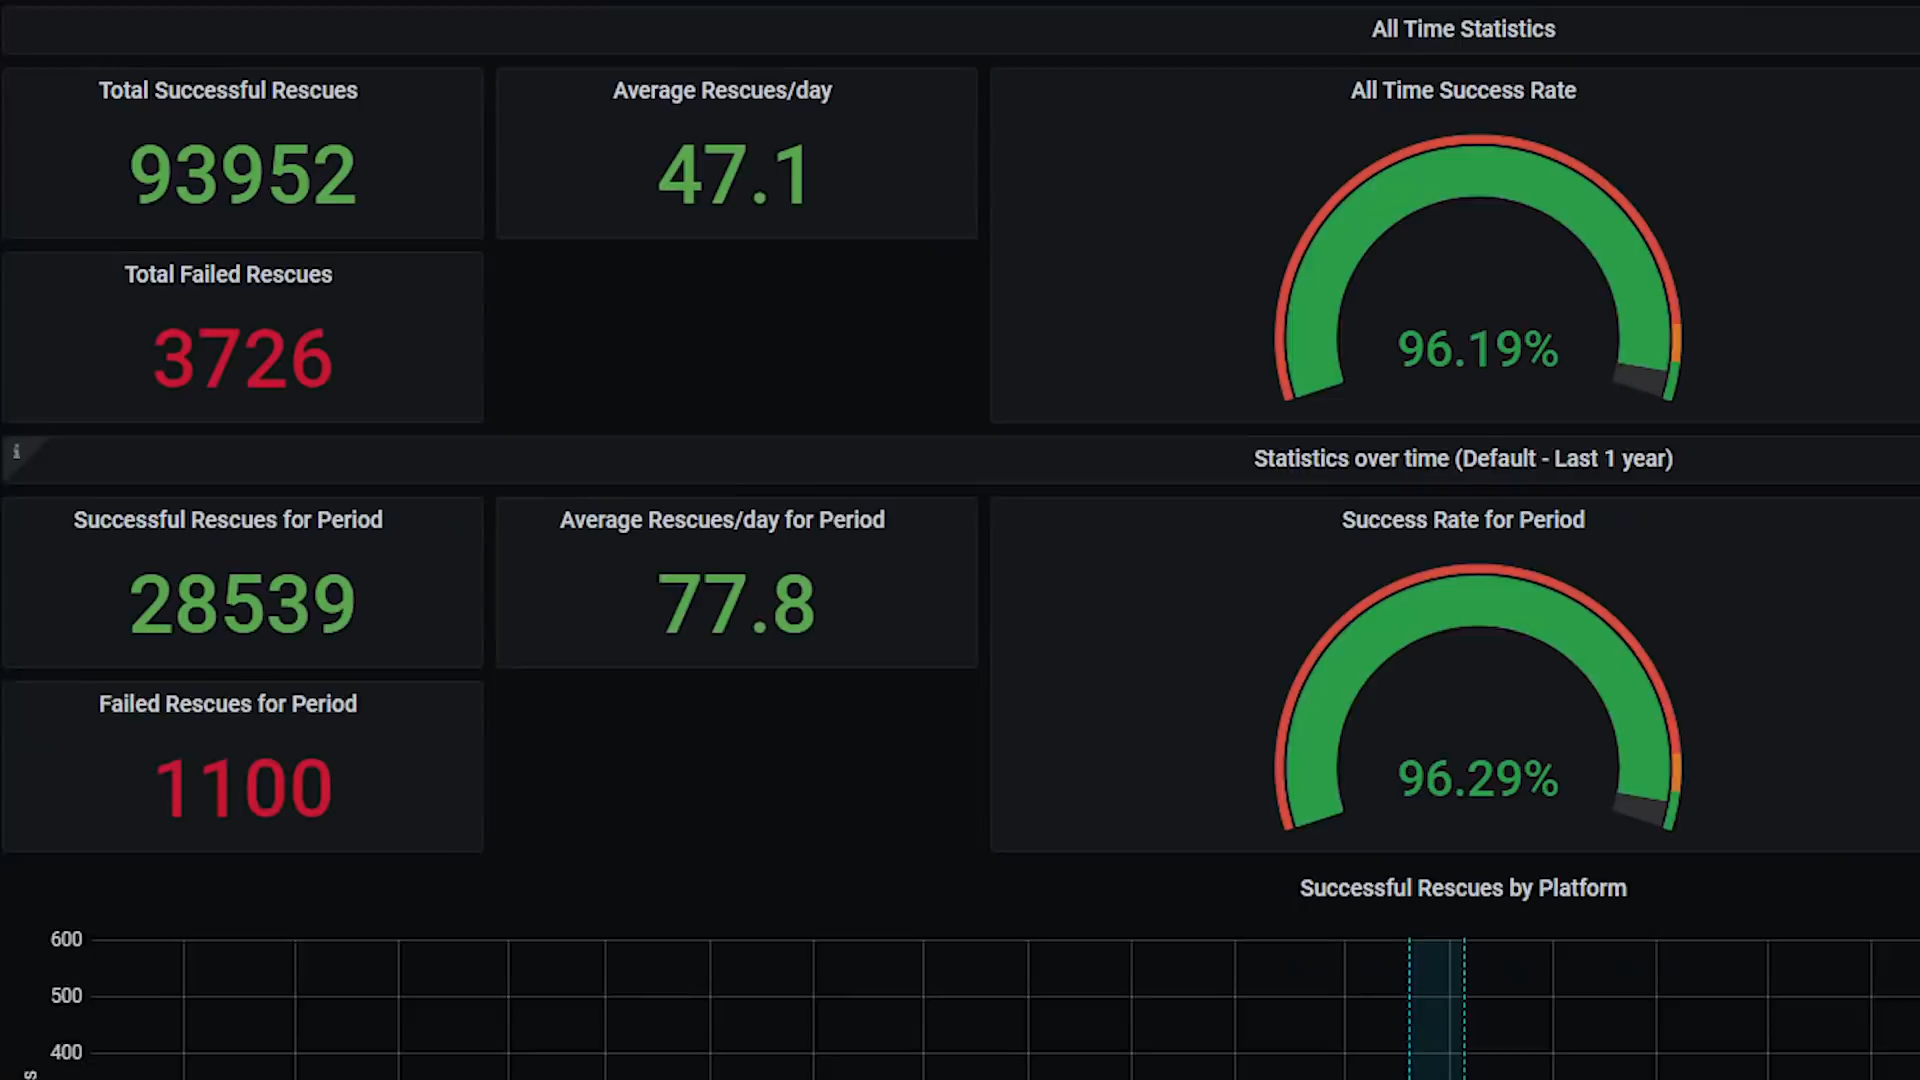 All Time Statistics
Total Successful Rescues
93952
Average Rescues/day
47.1
All Time Success Rate
96.19%
Total Failed Rescues
3726
i
Statistics over time (Default - Last 1 year)
Successful Rescues for Period
28539
Average Rescues/day for Period
77.8
Success Rate for Period
96.29%
Failed Rescues for Period
1100
Successful Rescues by Platform
600
500
400
s